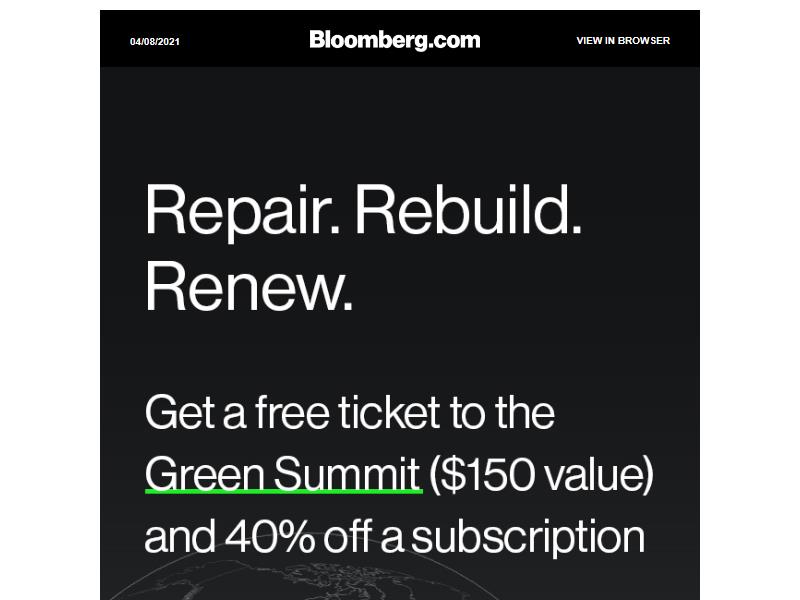 04/08/2021 Bloomberg.com VIEW IN BROWSER
Repair. Rebuild.
Renew.
Get a free ticket to the
Green Summit ($150 value)
and 40% off a subscription